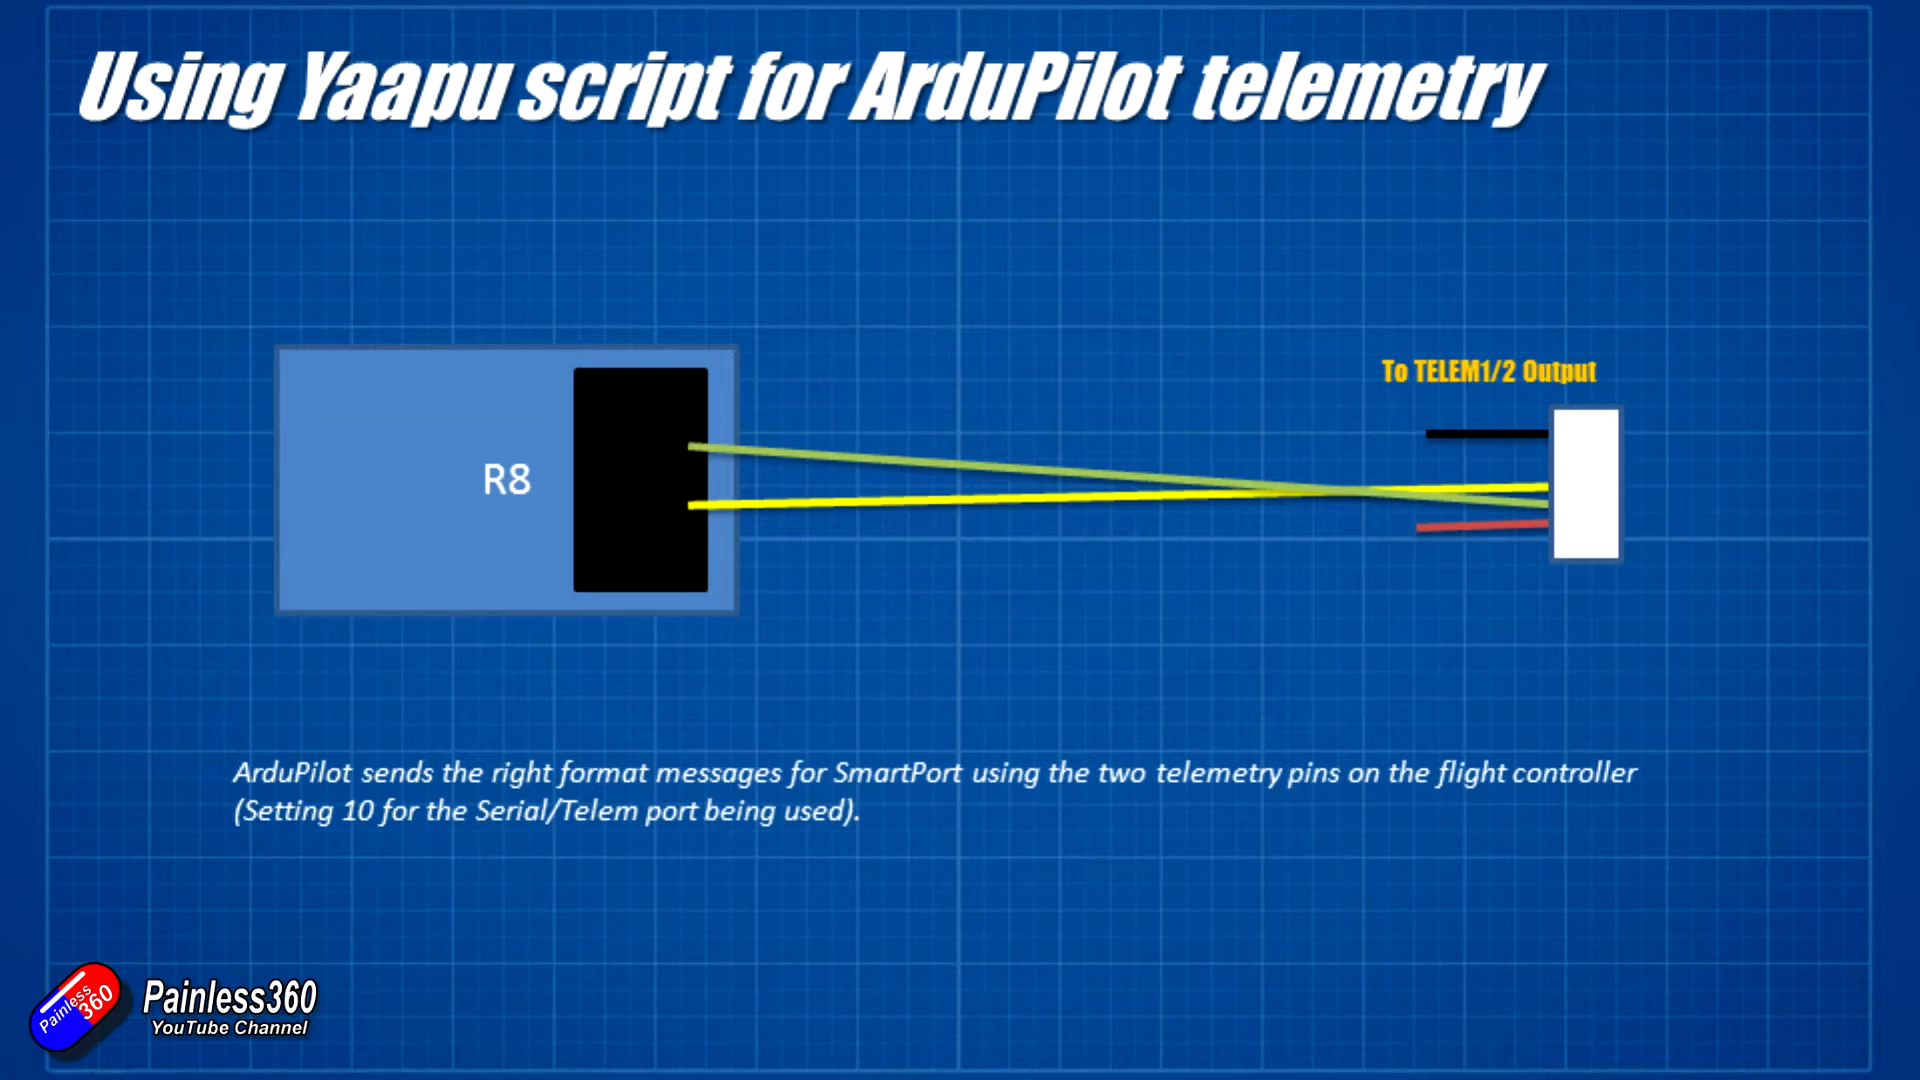 Using Yaapu script for ArduPilot telemetry
To TELEM1/2 Output
R8
ArduPilot sends the right format messages for SmartPort using the two telemetry pins on the flight controller
(Setting 10 for the Serial/Telem port being used).
Painless
360
Painless360
YouTube Channel